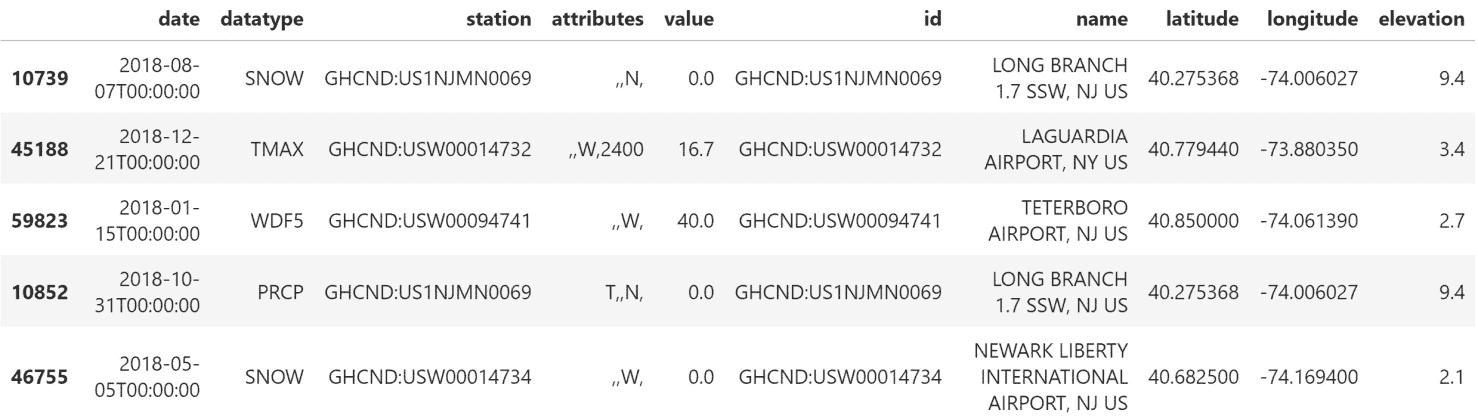 date datatype station attributes value id name latitude longitude elevation
10739 2018-08-07T00:00:00 SNOW GHCND:US1NJMN0069 ,,N, 0.0 GHCND:US1NJMN0069 LONG BRANCH 1.7 SSW, NJ US 40.275368 -74.006027 9.4
45188 2018-12-21T00:00:00 TMAX GHCND:USW00014732 ,,W,2400 16.7 GHCND:USW00014732 LAGUARDIA AIRPORT, NY US 40.779440 -73.880350 3.4
59823 2018-01-15T00:00:00 WDF5 GHCND:USW00094741 ,,W, 40.0 GHCND:USW00094741 TETERBORO AIRPORT, NJ US 40.850000 -74.061390 2.7
10852 2018-10-31T00:00:00 PRCP GHCND:US1NJMN0069 T,,N, 0.0 GHCND:US1NJMN0069 LONG BRANCH 1.7 SSW, NJ US 40.275368 -74.006027 9.4
46755 2018-05-05T00:00:00 SNOW GHCND:USW00014734 ,,W, 0.0 GHCND:USW00014734 NEWARK LIBERTY INTERNATIONAL AIRPORT, NJ US 40.682500 -74.169400 2.1